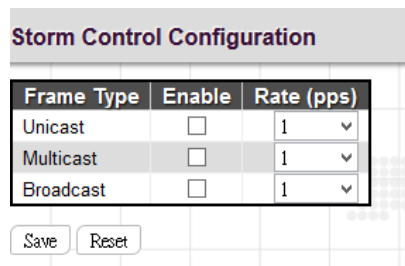 Storm Control Configuration
Frame Type Enable Rate (pps)
Unicast 1
Multicast 1
Broadcast 1
Save Reset